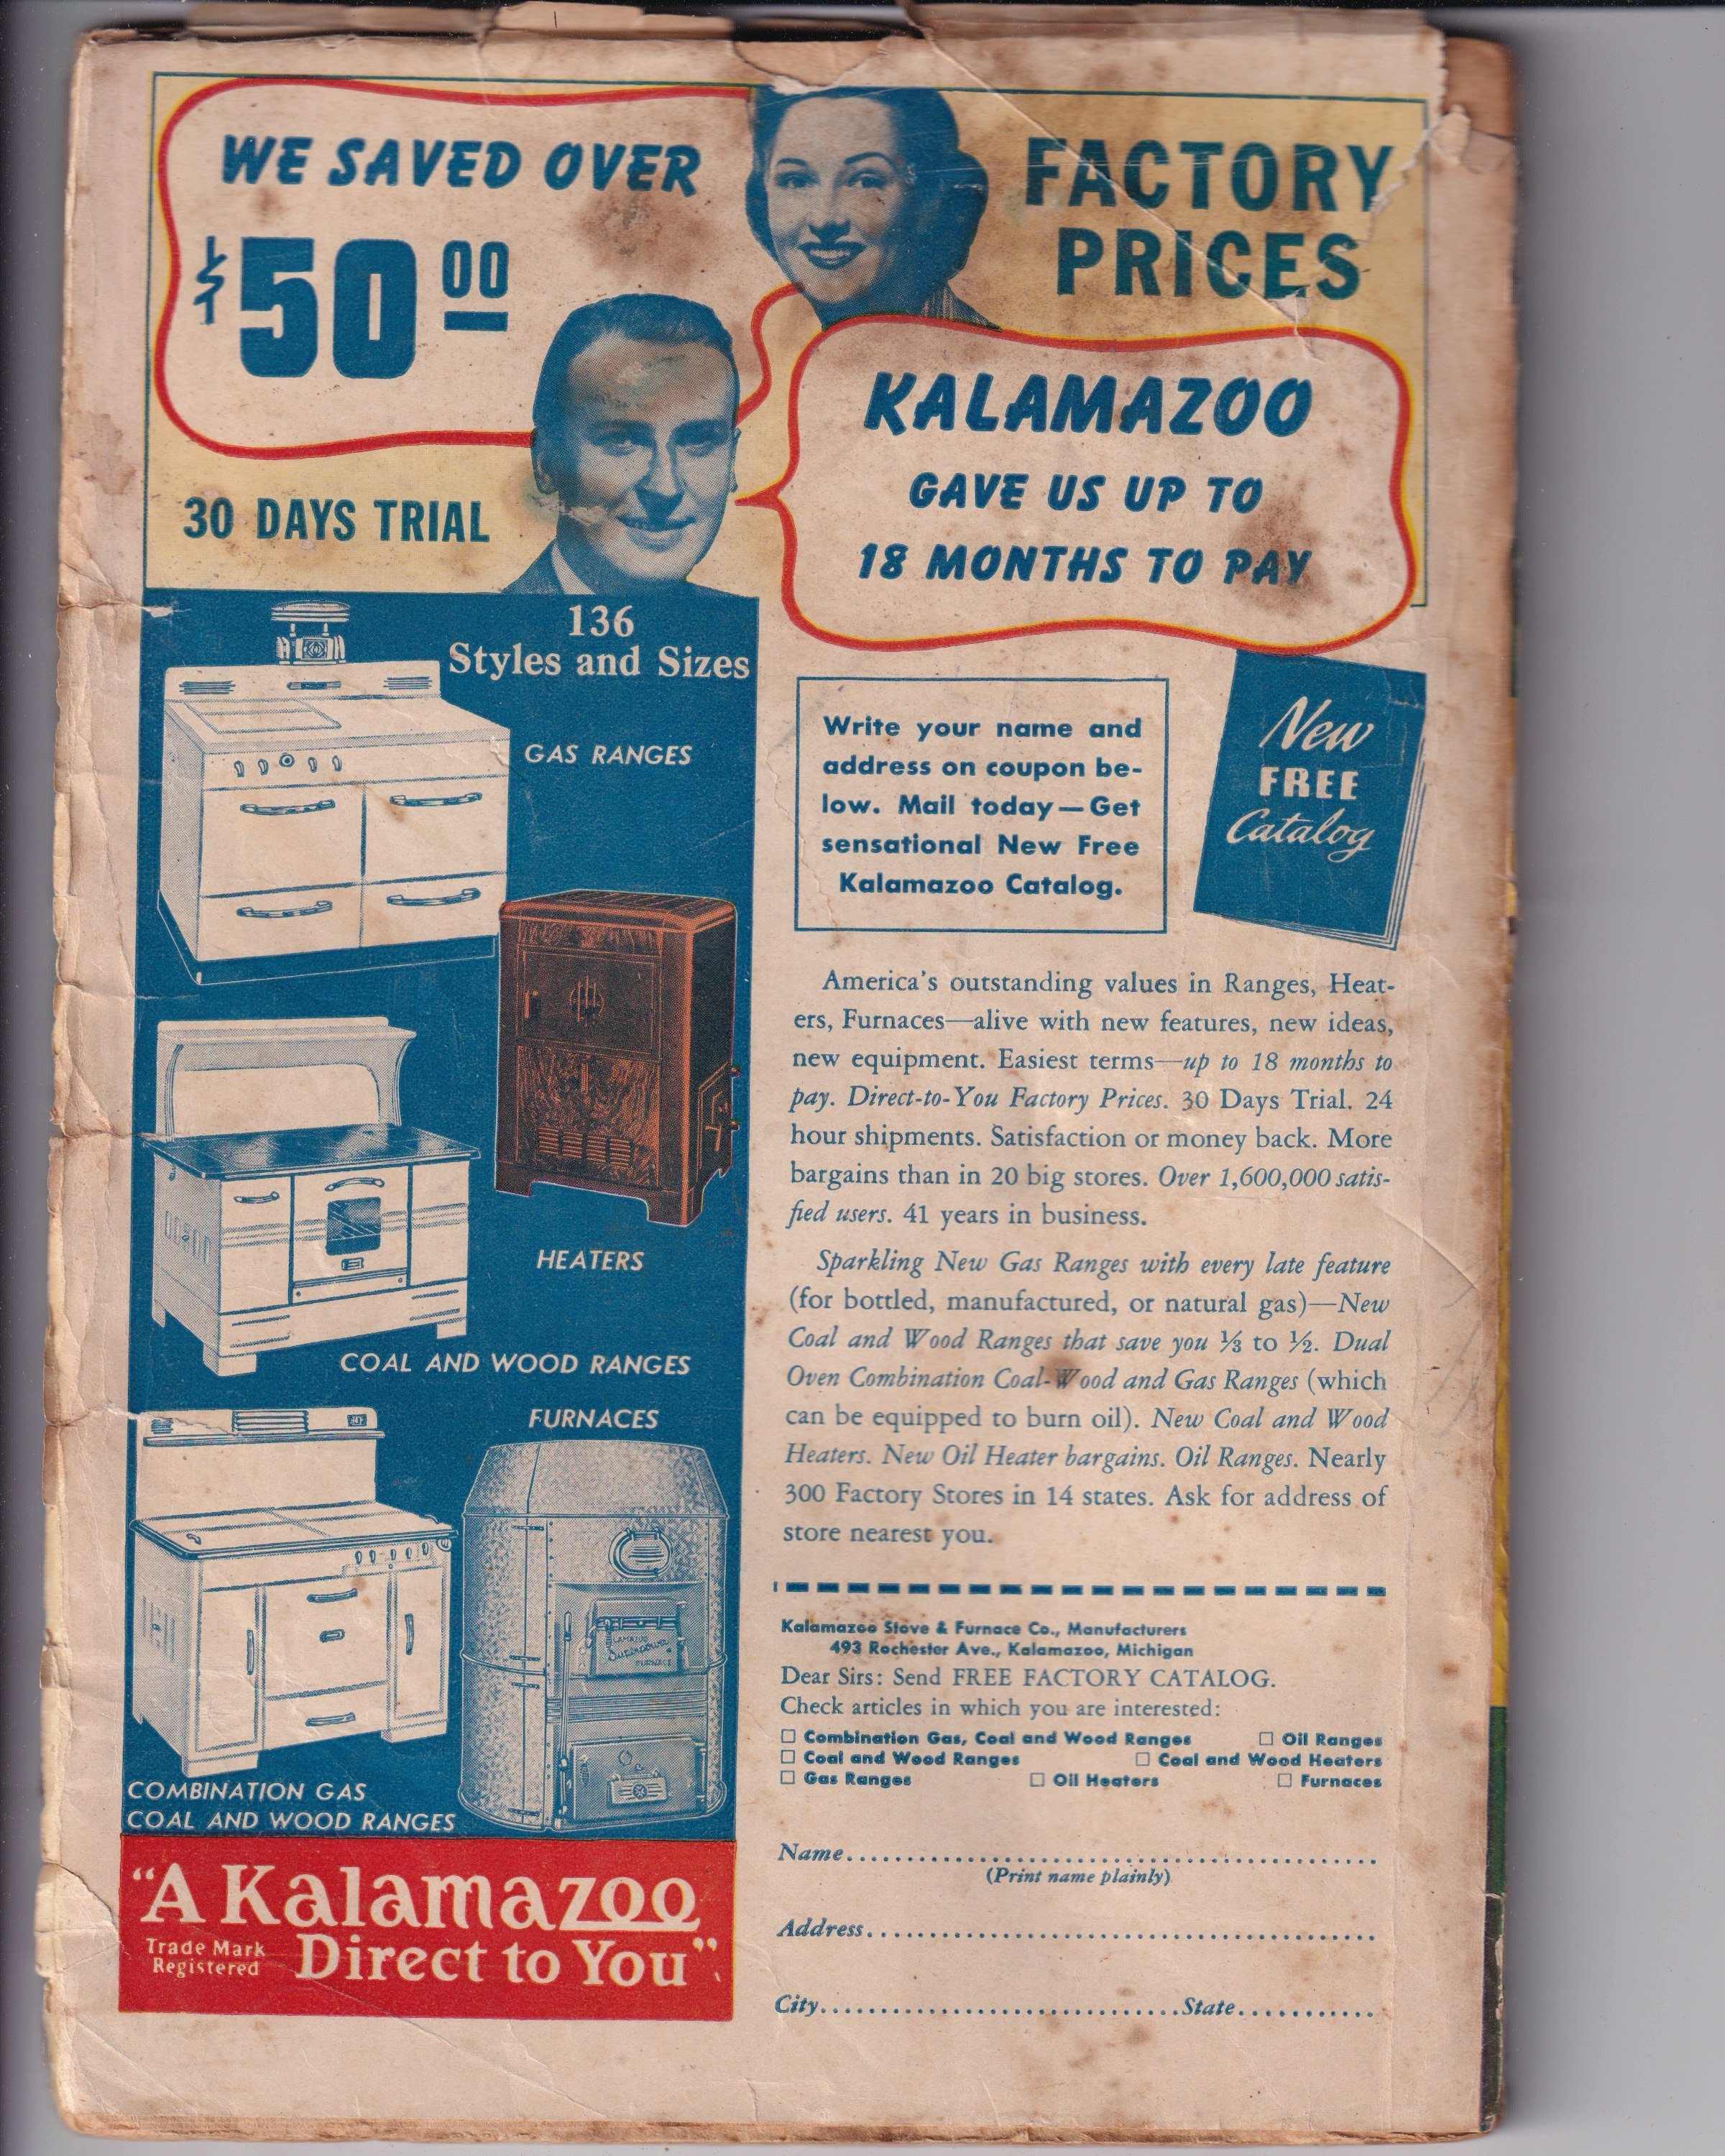 WE SAVED OVER
$50 00
FACTORY
PRICES
KALAMAZOO
GAVE US UP TO
18 MONTHS TO PAY
30 DAYS TRIAL
136
Styles and Sizes
GAS RANGES
HEATERS
COAL AND WOOD RANGES
FURNACES
COMBINATION GAS
COAL AND WOOD RANGES
"A Kalamazoo
Trade Mark
Registered
Direct to You"
Write your name and
address on coupon be-
low. Mail today—Get
sensational New Free
Kalamazoo Catalog.
New
FREE
Catalog
America's outstanding values in Ranges, Heat-
ers, Furnaces—alive with new features, new ideas,
new equipment. Easiest terms—up to 18 months to
pay. Direct-to-You Factory Prices. 30 Days Trial. 24
hour shipments. Satisfaction or money back. More
bargains than in 20 big stores. Over 1,600,000 satis-
fied users. 41 years in business.
Sparkling New Gas Ranges with every late feature
(for bottled, manufactured, or natural gas)—New
Coal and Wood Ranges that save you ⅓ to ½. Dual
Oven Combination Coal-Wood and Gas Ranges (which
can be equipped to burn oil). New Coal and Wood
Heaters. New Oil Heater bargains. Oil Ranges. Nearly
300 Factory Stores in 14 states. Ask for address of
store nearest you.
Kalamazoo Stove & Furnace Co., Manufacturers
493 Rochester Ave., Kalamazoo, Michigan
Dear Sirs: Send FREE FACTORY CATALOG.
Check articles in which you are interested:
☐ Combination Gas, Coal and Wood Ranges ☐ Oil Ranges
☐ Coal and Wood Ranges ☐ Coal and Wood Heaters
☐ Gas Ranges ☐ Oil Heaters ☐ Furnaces
Name
(Print name plainly)
Address
City State